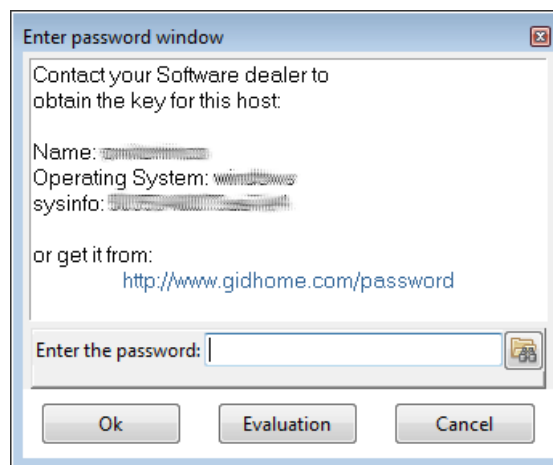 Enter password window
Contact your Software dealer to
obtain the key for this host:
Name:
Operating System: windows
sysinfo:
or get it from:
http://www.gidhome.com/password
Enter the password:
Ok
Evaluation
Cancel